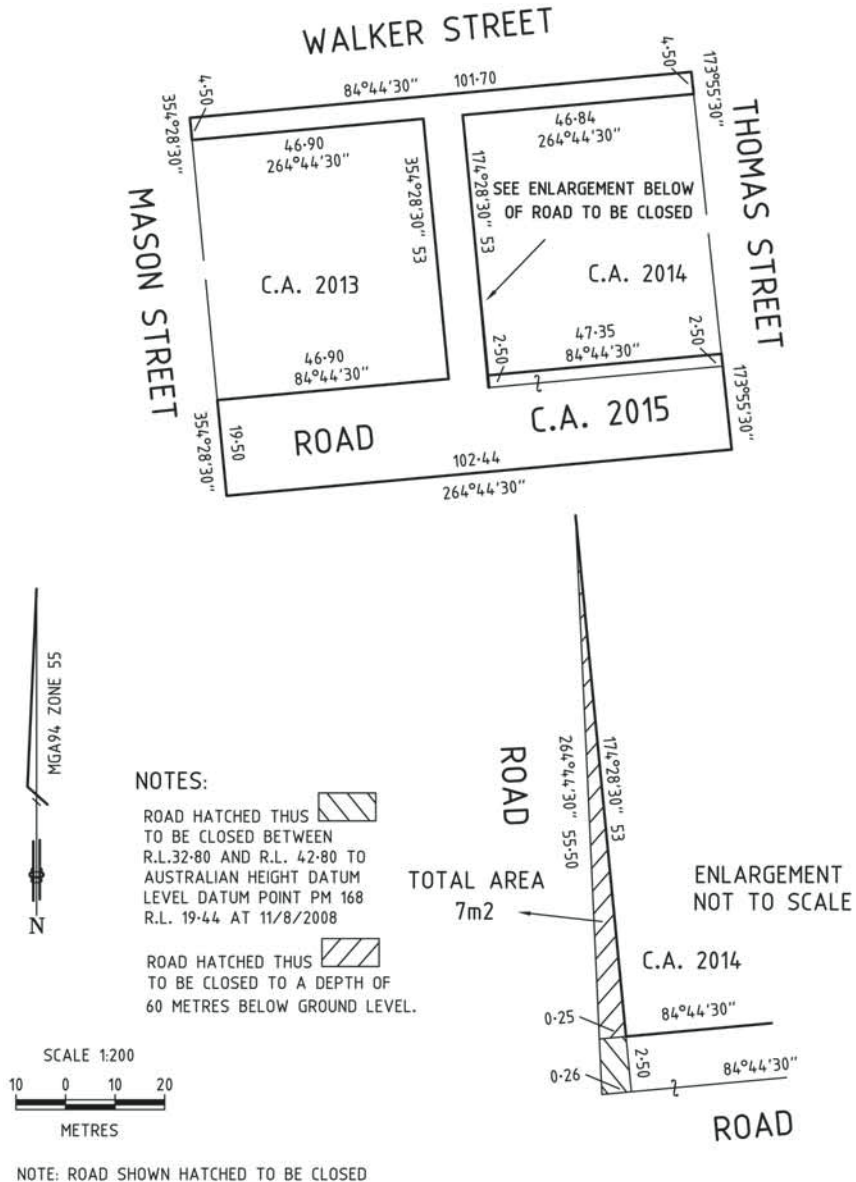 WALKER STREET
4·50
84°44'30" 101·70
4·50
173°55'30"
354°28'30"
46·90
264°44'30"
46·84
264°44'30"
354°28'30" 53
174°28'30" 53
SEE ENLARGEMENT BELOW
OF ROAD TO BE CLOSED
MASON STREET
THOMAS STREET
C.A. 2013
C.A. 2014
46·90
84°44'30"
2·50
47·35
84°44'30"
2·50
354°28'30"
19·50
ROAD
C.A. 2015
173°55'30"
102·44
264°44'30"
MGA94 ZONE 55
N
NOTES:
ROAD HATCHED THUS
TO BE CLOSED BETWEEN
R.L.32·80 AND R.L. 42·80 TO
AUSTRALIAN HEIGHT DATUM
LEVEL DATUM POINT PM 168
R.L. 19·44 AT 11/8/2008
ROAD HATCHED THUS
TO BE CLOSED TO A DEPTH OF
60 METRES BELOW GROUND LEVEL.
ROAD
264°44'30" 55·50
174°28'30" 53
TOTAL AREA
7m2
ENLARGEMENT
NOT TO SCALE
C.A. 2014
0·25
84°44'30"
2·50
0·26
84°44'30"
ROAD
SCALE 1:200
10 0 10 20
METRES
NOTE: ROAD SHOWN HATCHED TO BE CLOSED